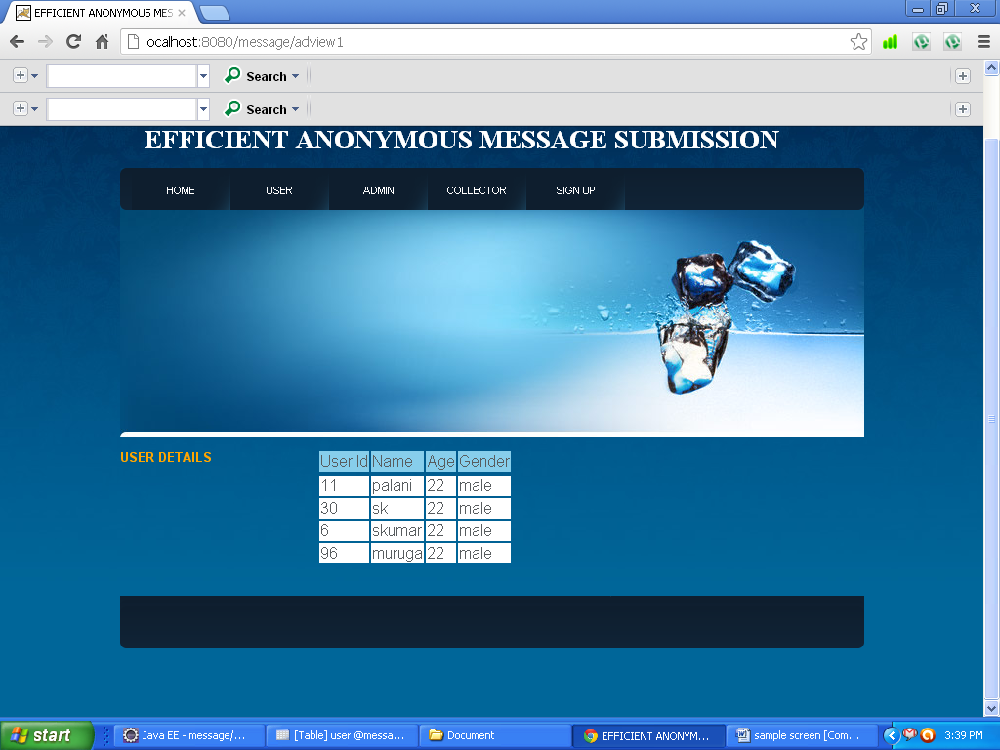 EFFICIENT ANONYMOUS MES
localhost:8080/message/adview1
Search
Search
EFFICIENT ANONYMOUS MESSAGE SUBMISSION
HOME USER ADMIN COLLECTOR SIGN UP
USER DETAILS
User Id Name Age Gender
11 palani 22 male
30 sk 22 male
6 skumar 22 male
96 muruga 22 male
start Java EE - message/... [Table] user @messa... Document EFFICIENT ANONYM... sample screen [Com... 3:39 PM